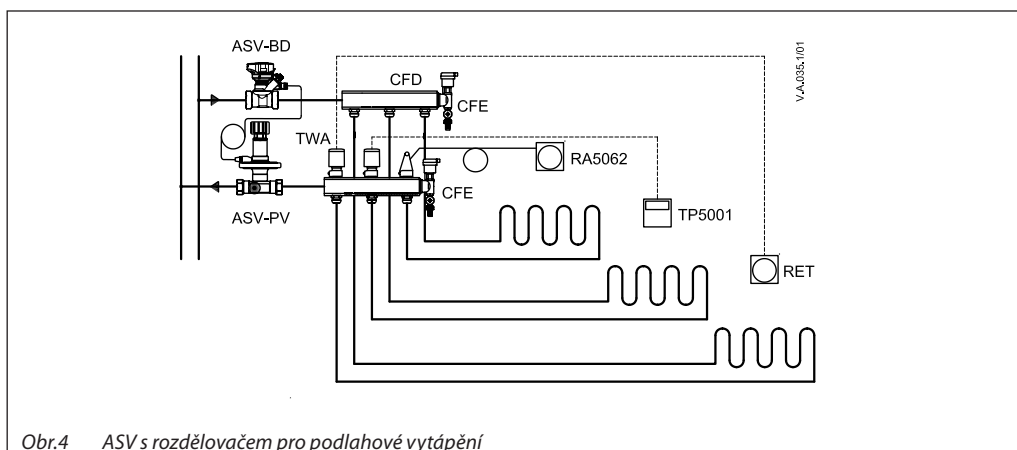 ASV-BD
CFD
CFE
V.A.035.1/01
TWA
RA5062
CFE
ASV-PV
TP5001
RET
Obr.4 ASV s rozdělovačem pro podlahové vytápění